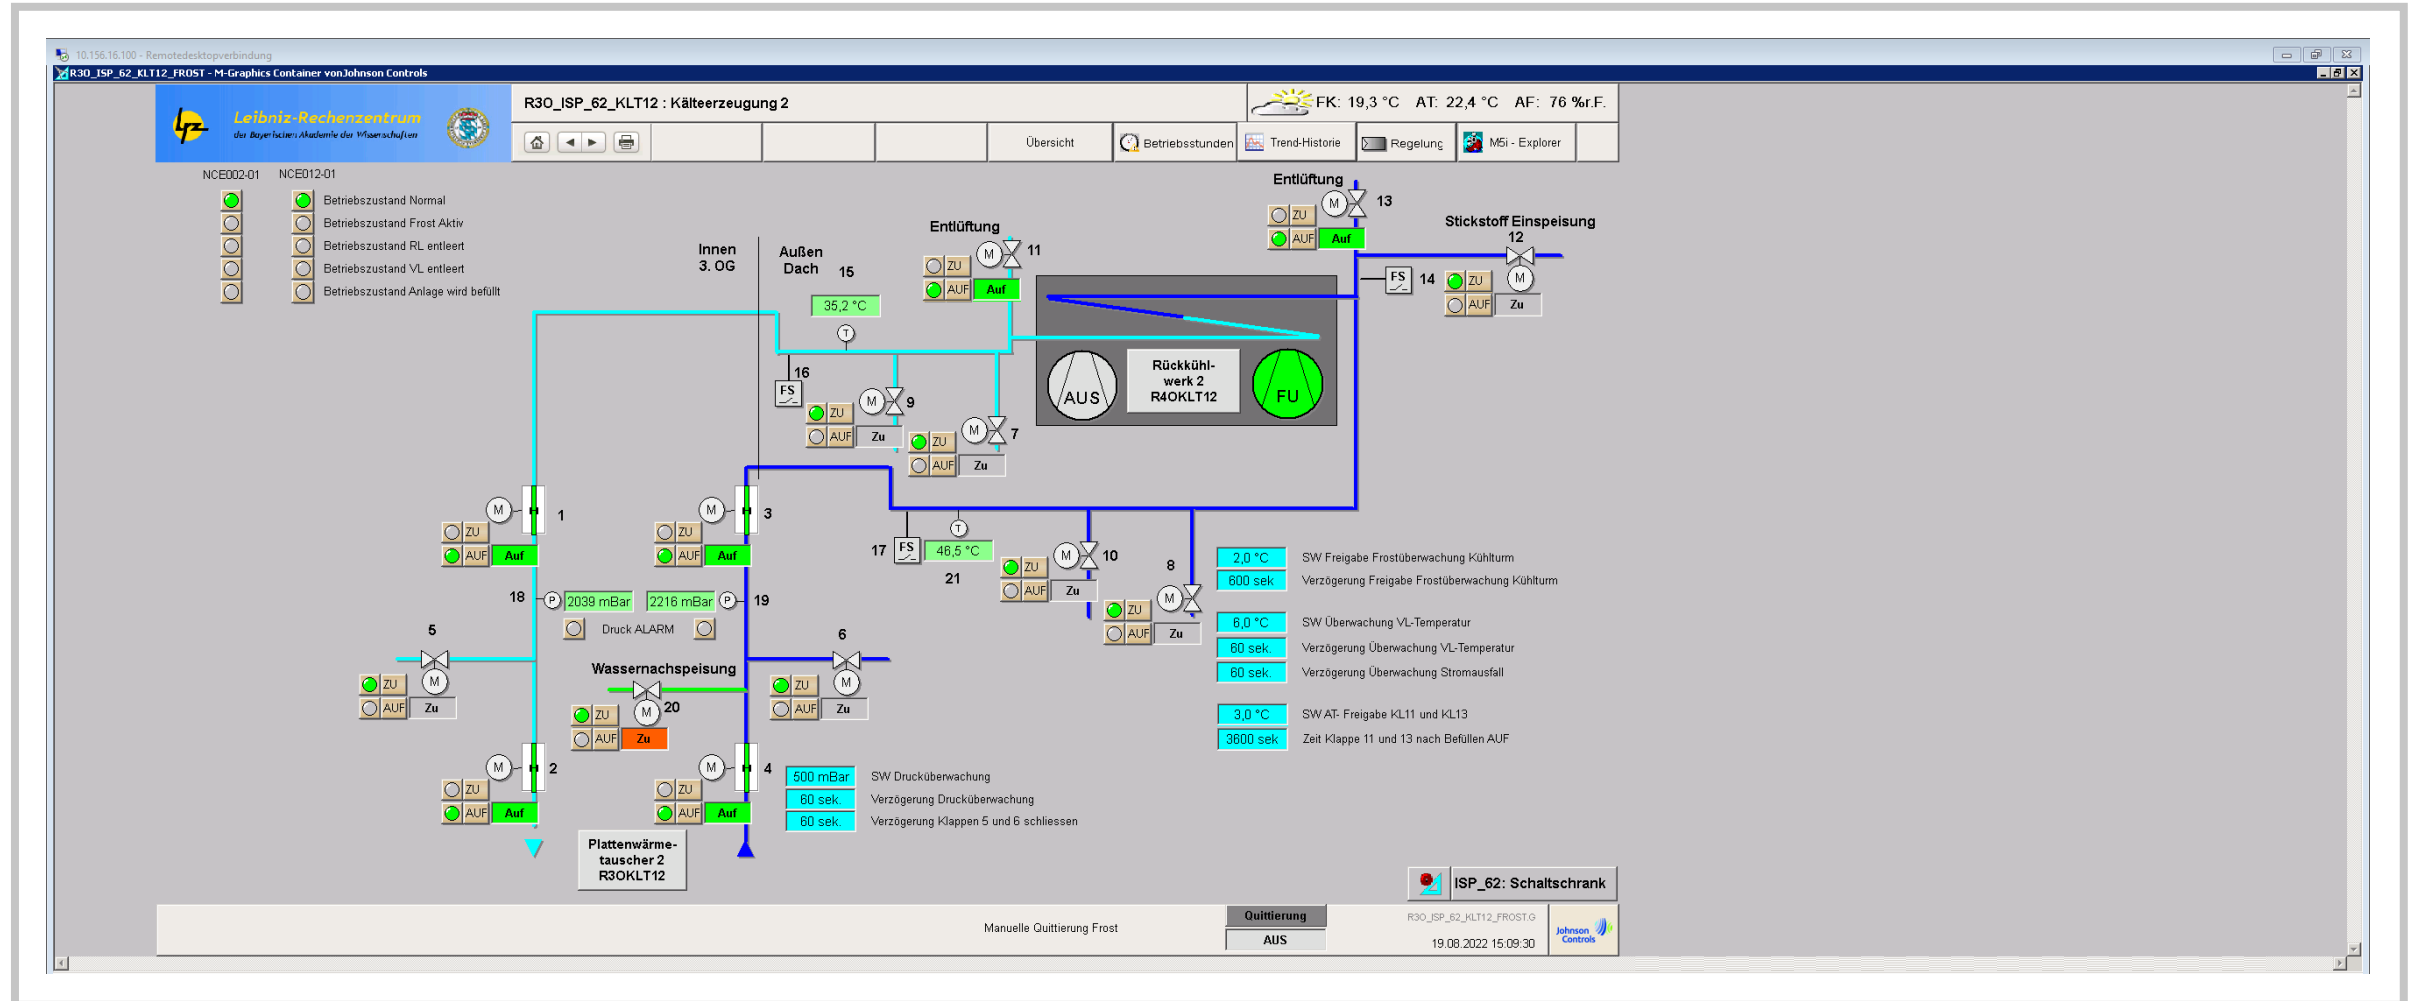 10.156.16.100 - Remotedesktopverbindung
R3O_ISP_62_KLT12_FROST - M-Graphics Container vonJohnson Controls
Leibniz-Rechenzentrum
der Bayerischen Akademie der Wissenschaften
R3O_ISP_62_KLT12 : Kälteerzeugung 2
FK: 19,3 °C AT: 22,4 °C AF: 76 %r.F.
Übersicht
Betriebsstunden
Trend-Historie
Regelung
M5i - Explorer
NCE002-01 NCE012-01
Betriebszustand Normal
Betriebszustand Frost Aktiv
Betriebszustand RL entleert
Betriebszustand VL entleert
Betriebszustand Anlage wird befüllt
Innen
3. OG
Außen
Dach
15
35,2 °C
T
Entlüftung
M
11
ZU
AUF Auf
Entlüftung
M
13
ZU
AUF Auf
Stickstoff Einspeisung
12
M
ZU
AUF Zu
FS
14
AUS
Rückkühl-
werk 2
R4OKLT12
FU
16
FS
M
9
ZU
AUF Zu
M
7
ZU
AUF Zu
M
1
ZU
AUF Auf
M
3
ZU
AUF Auf
17
FS
T
46,5 °C
21
M
10
ZU
AUF Zu
8
M
ZU
AUF Zu
18
P
2039 mBar
2216 mBar
P
19
Druck ALARM
5
M
ZU
AUF Zu
6
M
ZU
AUF Zu
Wassernachspeisung
M
20
ZU
AUF Zu
M
2
ZU
AUF Auf
M
4
ZU
AUF Auf
Plattenwärme-
tauscher 2
R3OKLT12
500 mBar SW Drucküberwachung
60 sek. Verzögerung Drucküberwachung
60 sek. Verzögerung Klappen 5 und 6 schliessen
2,0 °C SW Freigabe Frostüberwachung Kühlturm
600 sek Verzögerung Freigabe Frostüberwachung Kühlturm
6,0 °C SW Überwachung VL-Temperatur
60 sek. Verzögerung Überwachung VL-Temperatur
60 sek. Verzögerung Überwachung Stromausfall
3,0 °C SW AT- Freigabe KL11 und KL13
3600 sek Zeit Klappe 11 und 13 nach Befüllen AUF
ISP_62: Schaltschrank
Manuelle Quittierung Frost
Quittierung
AUS
R3O_ISP_62_KLT12_FROST.G
19.08.2022 15:09:30
Johnson
Controls